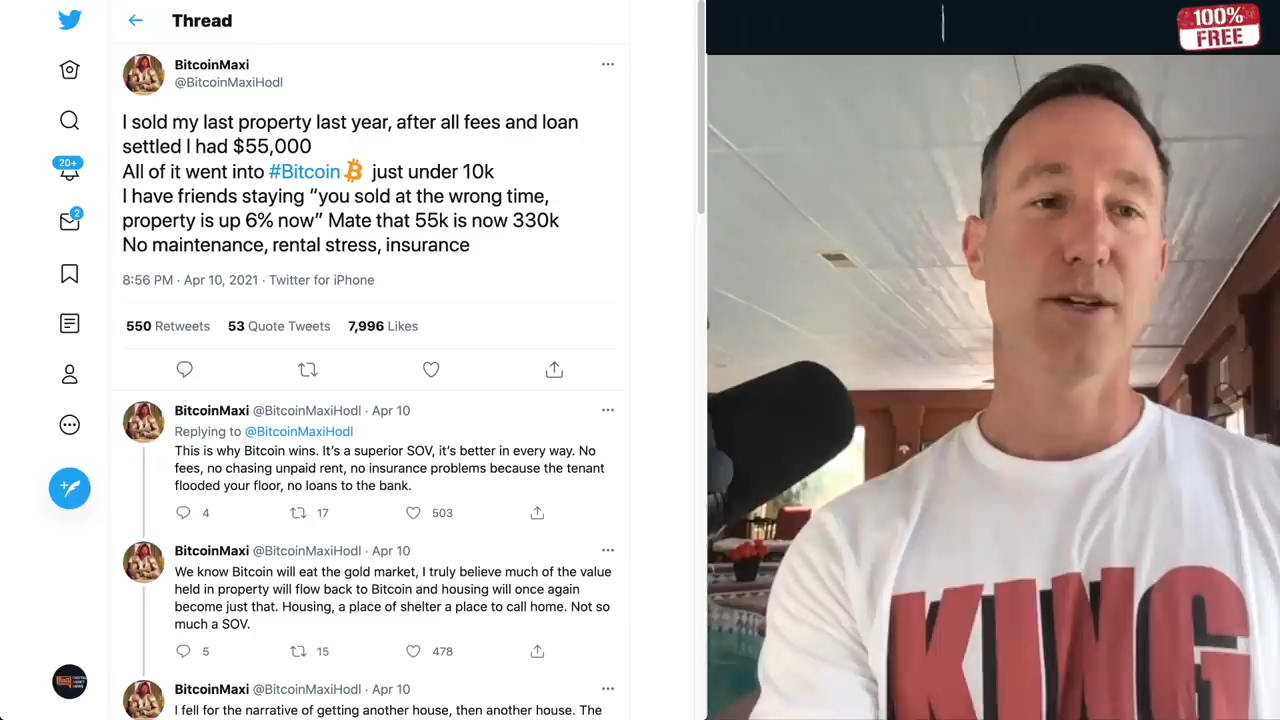 Thread
BitcoinMaxi
@BitcoinMaxiHodl
I sold my last property last year, after all fees and loan
settled I had $55,000
All of it went into #Bitcoin just under 10k
I have friends staying “you sold at the wrong time,
property is up 6% now” Mate that 55k is now 330k
No maintenance, rental stress, insurance
8:56 PM · Apr 10, 2021 · Twitter for iPhone
550 Retweets 53 Quote Tweets 7,996 Likes
BitcoinMaxi @BitcoinMaxiHodl · Apr 10
Replying to @BitcoinMaxiHodl
This is why Bitcoin wins. It’s a superior SOV, it’s better in every way. No
fees, no chasing unpaid rent, no insurance problems because the tenant
flooded your floor, no loans to the bank.
4 17 503
BitcoinMaxi @BitcoinMaxiHodl · Apr 10
We know Bitcoin will eat the gold market, I truly believe much of the value
held in property will flow back to Bitcoin and housing will once again
become just that. Housing, a place of shelter a place to call home. Not so
much a SOV.
5 15 478
BitcoinMaxi @BitcoinMaxiHodl · Apr 10
I fell for the narrative of getting another house, then another house. The
20+
2
100%
FREE
KING